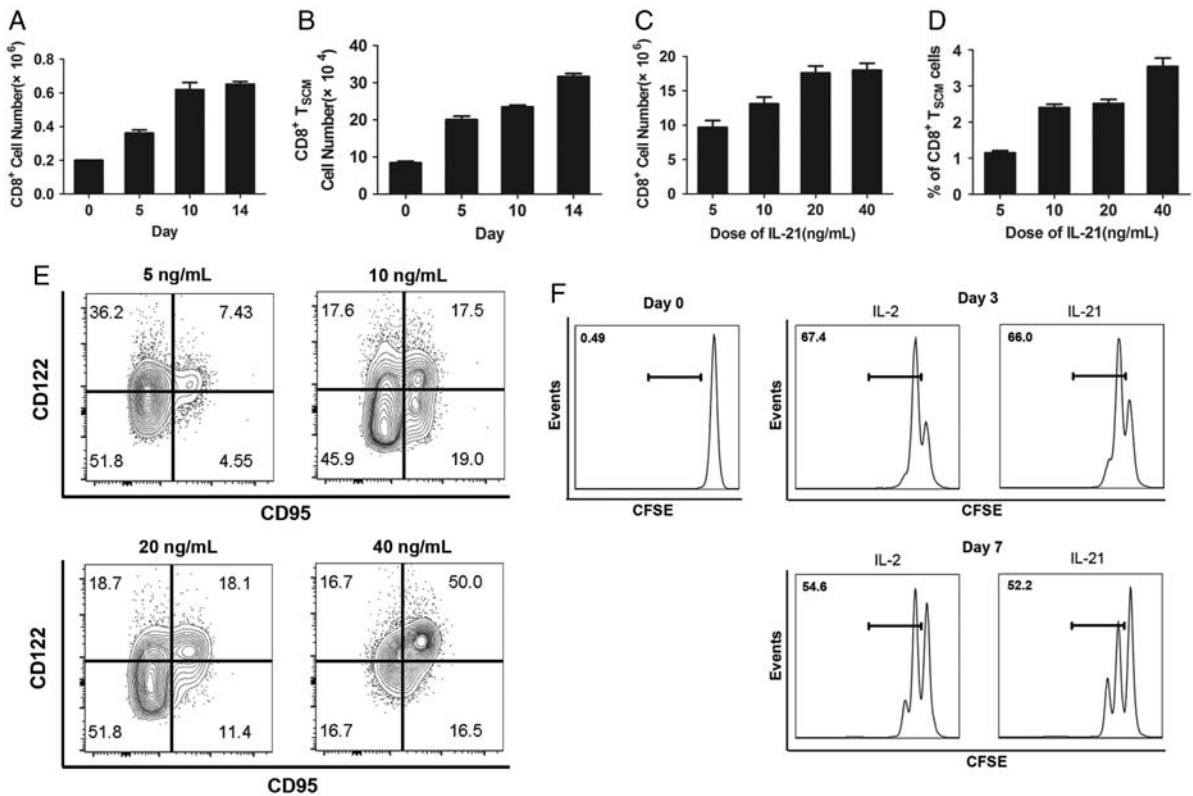 A
CD8+ Cell Number(× 10^6)
0.8
0.6
0.4
0.2
0.0
0 5 10 14
Day
B
CD8+ TSCM
Cell Number(× 10^4)
40
30
20
10
0
0 5 10 14
Day
C
CD8+ Cell Number(× 10^6)
20
15
10
5
0
5 10 20 40
Dose of IL-21(ng/mL)
D
% of CD8+ TSCM cells
4
3
2
1
0
5 10 20 40
Dose of IL-21(ng/mL)
E
5 ng/mL
36.2 7.43
51.8 4.55
10 ng/mL
17.6 17.5
45.9 19.0
CD122
CD95
20 ng/mL
18.7 18.1
51.8 11.4
40 ng/mL
16.7 50.0
16.7 16.5
CD122
CD95
F
Day 0
0.49
Events
CFSE
Day 3
IL-2
67.4
IL-21
66.0
Events
CFSE
Day 7
IL-2
54.6
IL-21
52.2
Events
CFSE